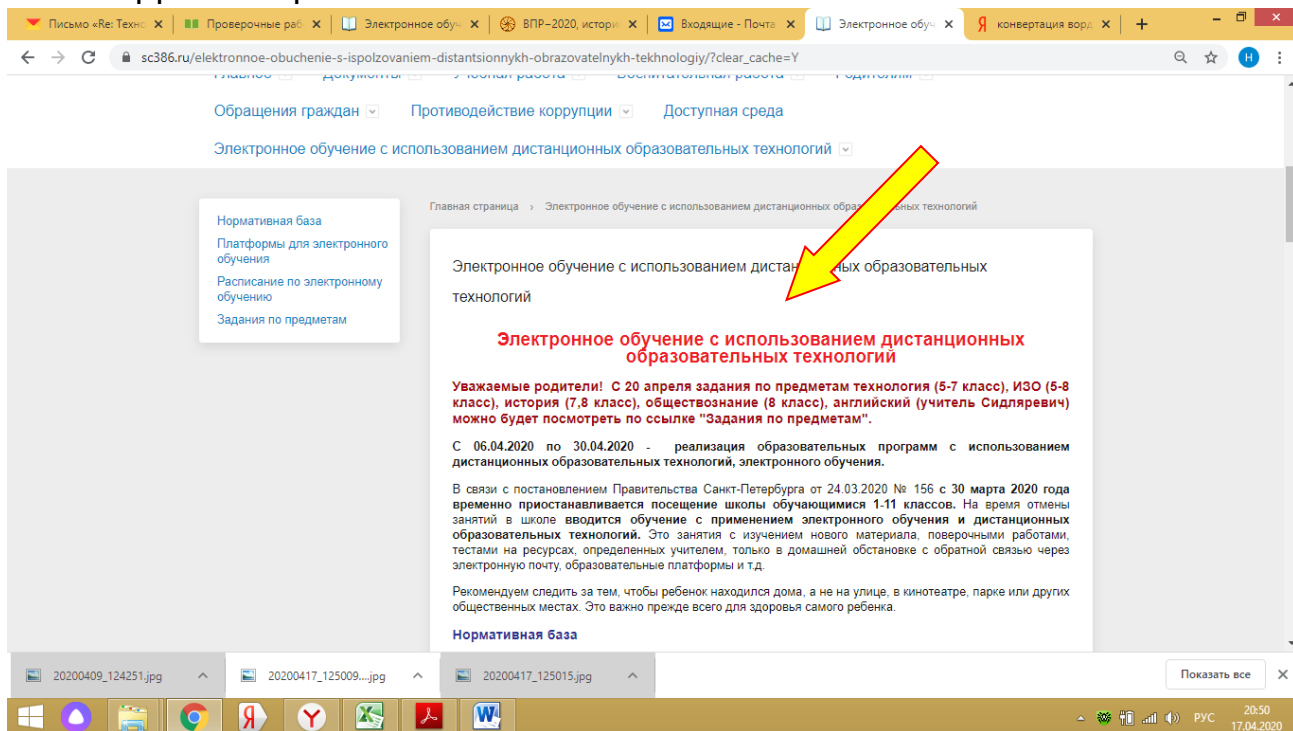 Письмо «Re: Техно
Проверочные раб
Электронное обуч
ВПР-2020, истори
Входящие - Почта
Электронное обуч
конвертация ворд
sc386.ru/elektronnoe-obuchenie-s-ispolzovaniem-distantsionnykh-obrazovatelnykh-tekhnologiy/?clear_cache=Y
Н
Обращения граждан
Противодействие коррупции
Доступная среда
Электронное обучение с использованием дистанционных образовательных технологий
Нормативная база
Платформы для электронного
обучения
Расписание по электронному
обучению
Задания по предметам
Главная страница › Электронное обучение с использованием дистанционных образ ьных технологий
Электронное обучение с использованием дистан ных образовательных
технологий
Электронное обучение с использованием дистанционных
образовательных технологий
Уважаемые родители! С 20 апреля задания по предметам технология (5-7 класс), ИЗО (5-8
класс), история (7,8 класс), обществознание (8 класс), английский (учитель Сидляревич)
можно будет посмотреть по ссылке "Задания по предметам".
С 06.04.2020 по 30.04.2020 - реализация образовательных программ с использованием
дистанционных образовательных технологий, электронного обучения.
В связи с постановлением Правительства Санкт-Петербурга от 24.03.2020 № 156 с 30 марта 2020 года
временно приостанавливается посещение школы обучающимися 1-11 классов. На время отмены
занятий в школе вводится обучение с применением электронного обучения и дистанционных
образовательных технологий. Это занятия с изучением нового материала, поверочными работами,
тестами на ресурсах, определенных учителем, только в домашней обстановке с обратной связью через
электронную почту, образовательные платформы и т.д.
Рекомендуем следить за тем, чтобы ребенок находился дома, а не на улице, в кинотеатре, парке или других
общественных местах. Это важно прежде всего для здоровья самого ребенка.
Нормативная база
20200409_124251.jpg
20200417_125009....jpg
20200417_125015.jpg
Показать все
РУС
20:50
17.04.2020